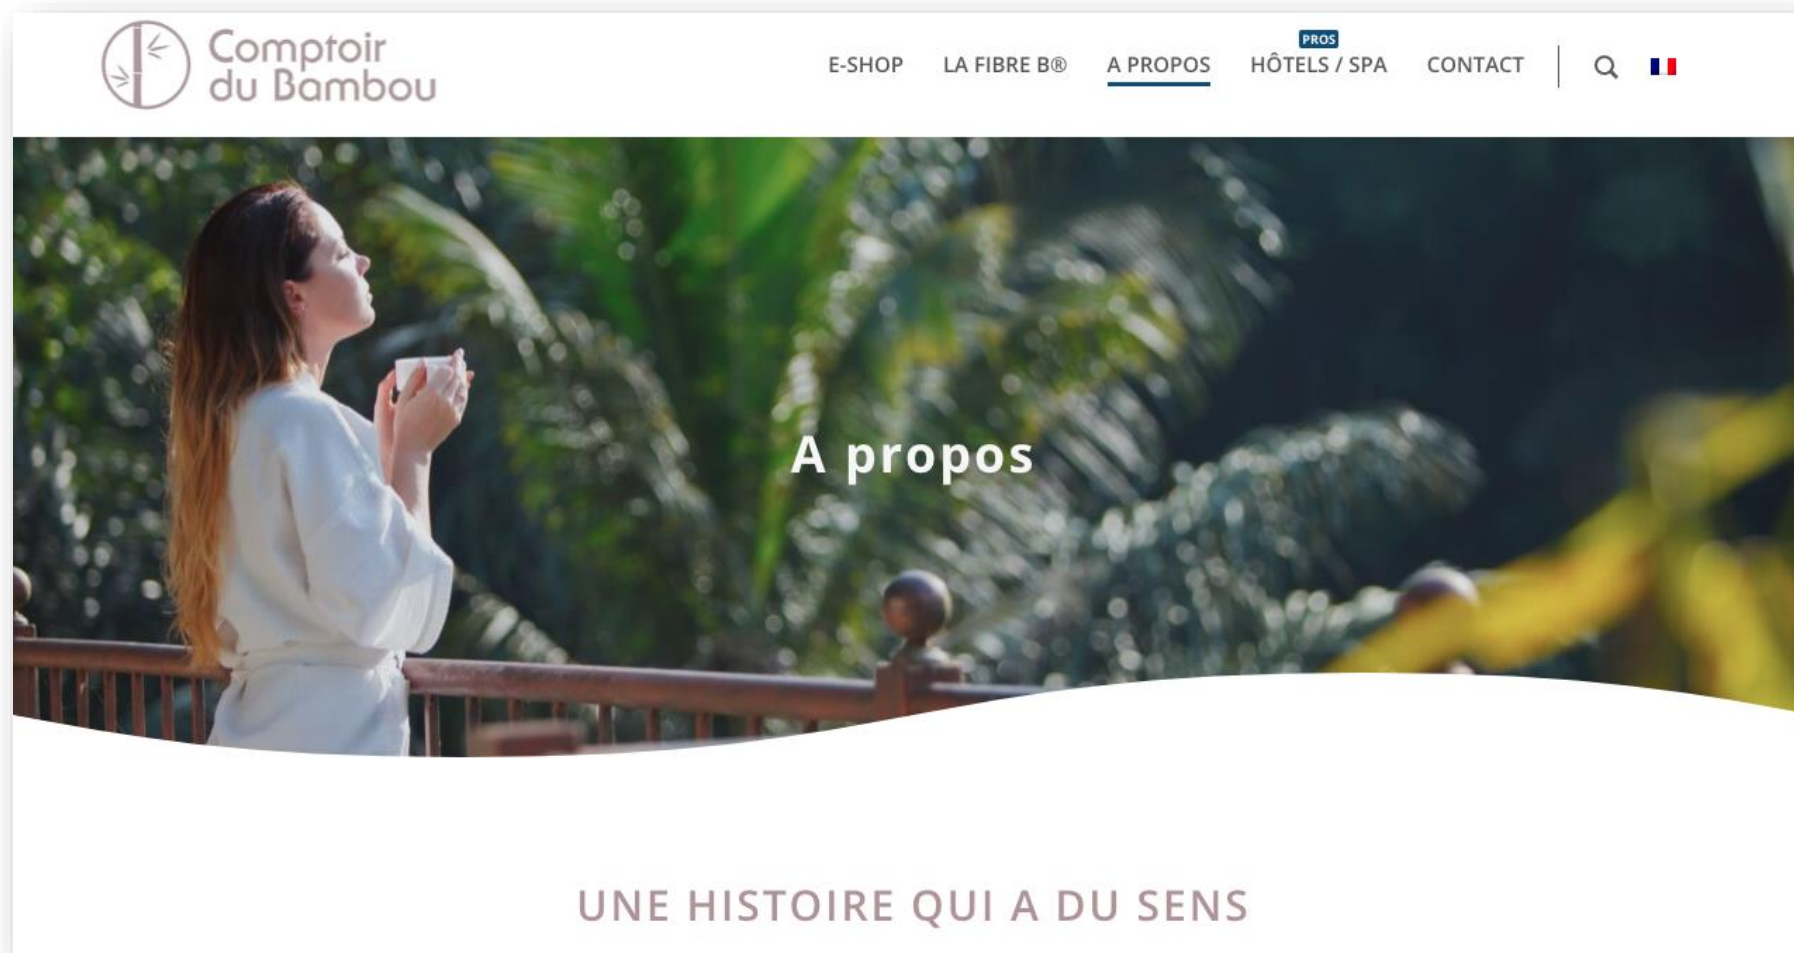 Comptoir
du Bambou
E-SHOP LA FIBRE B® A PROPOS PROS HÔTELS / SPA CONTACT
A propos
UNE HISTOIRE QUI A DU SENS